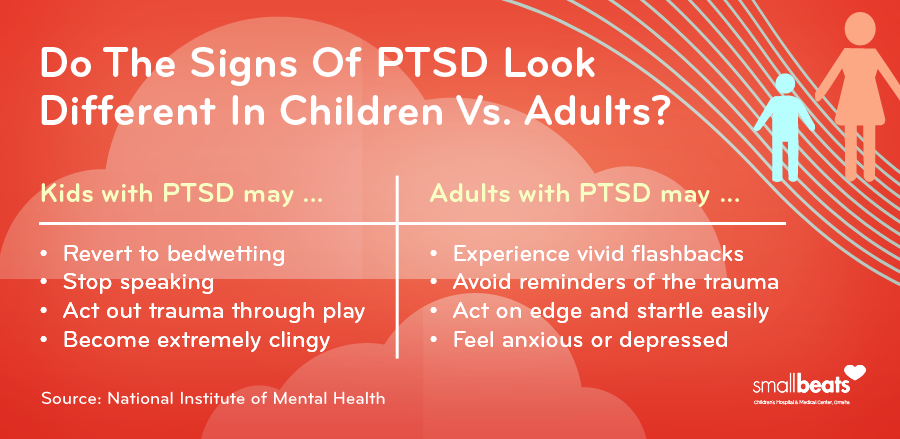 Do The Signs Of PTSD Look
Different In Children Vs. Adults?
Kids with PTSD may ...
• Revert to bedwetting
• Stop speaking
• Act out trauma through play
• Become extremely clingy
Adults with PTSD may ...
• Experience vivid flashbacks
• Avoid reminders of the trauma
• Act on edge and startle easily
• Feel anxious or depressed
Source: National Institute of Mental Health
smallbeats
Children's Hospital & Medical Center, Omaha